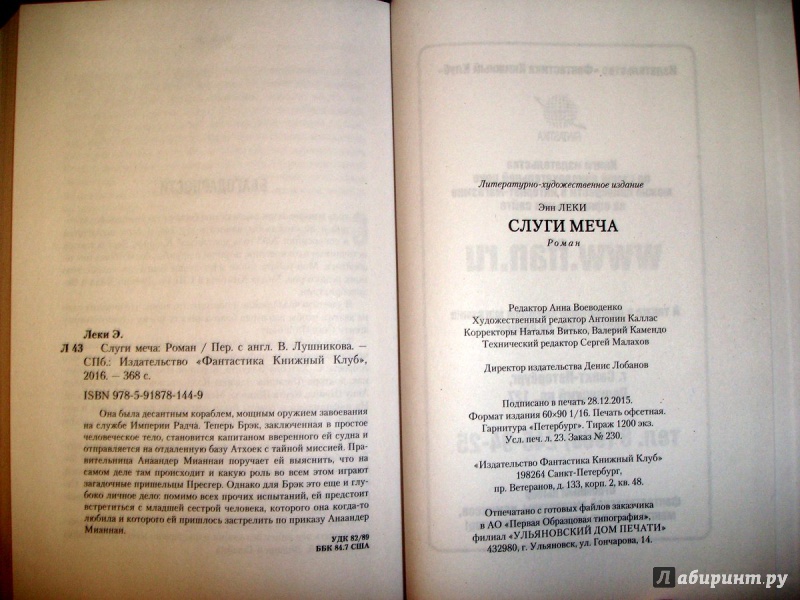 Леки Э.
Л 43 Слуги меча: Роман / Пер. с англ. В. Лушникова. —
СПб.: Издательство «Фантастика Книжный Клуб»,
2016. — 368 с.
ISBN 978-5-91878-144-9
Она была десантным кораблем, мощным оружием завоевания
на службе Империи Радча. Теперь Брэк, заключенная в простое
человеческое тело, становится капитаном вверенного ей судна и
отправляется на отдаленную базу Атхоек с тайной миссией. Пра-
вительница Анаандер Мианнаи поручает ей выяснить, что на
самом деле там происходит и какую роль во всем этом играют
загадочные пришельцы Пресгер. Однако для Брэк это еще и глу-
боко личное дело: помимо всех прочих испытаний, ей предстоит
встретиться с младшей сестрой человека, которого она когда-то
любила и которого ей пришлось застрелить по приказу Анаандер
Мианнаи.
УДК 82/89
ББК 84.7 США
Литературно-художественное издание
Энн ЛЕКИ
СЛУГИ МЕЧА
Роман
Редактор Анна Воеводенко
Художественный редактор Антонин Каллас
Корректоры Наталья Витько, Валерий Камендо
Технический редактор Сергей Малахов
Директор издательства Денис Лобанов
Подписано в печать 28.12.2015.
Формат издания 60×90 1/16. Печать офсетная.
Гарнитура «Петербург». Тираж 1200 экз.
Усл. печ. л. 23. Заказ № 230.
«Издательство Фантастика Книжный Клуб»
198264 Санкт-Петербург,
пр. Ветеранов, д. 133, корп. 2, кв. 48.
Отпечатано с готовых файлов заказчика
в АО «Первая Образцовая типография»,
филиал «УЛЬЯНОВСКИЙ ДОМ ПЕЧАТИ»
432980, г. Ульяновск, ул. Гончарова, 14.
Лабиринт.ру